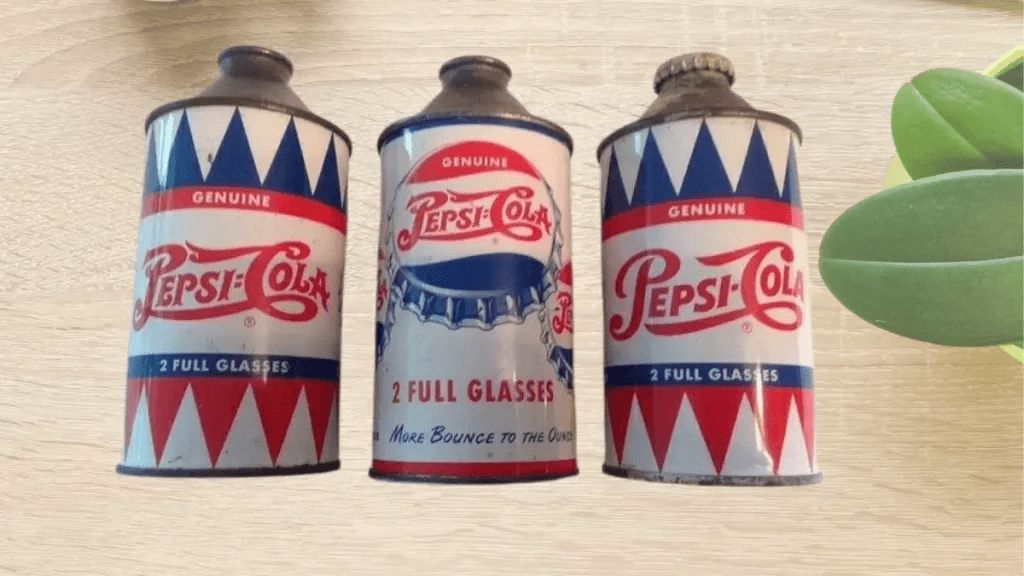 GENUINE
PEPSI-COLA
®
2 FULL GLASSES
GENUINE
PEPSI-COLA
®
2 FULL GLASSES
MORE BOUNCE TO THE OUNCE
GENUINE
PEPSI-COLA
®
2 FULL GLASSES